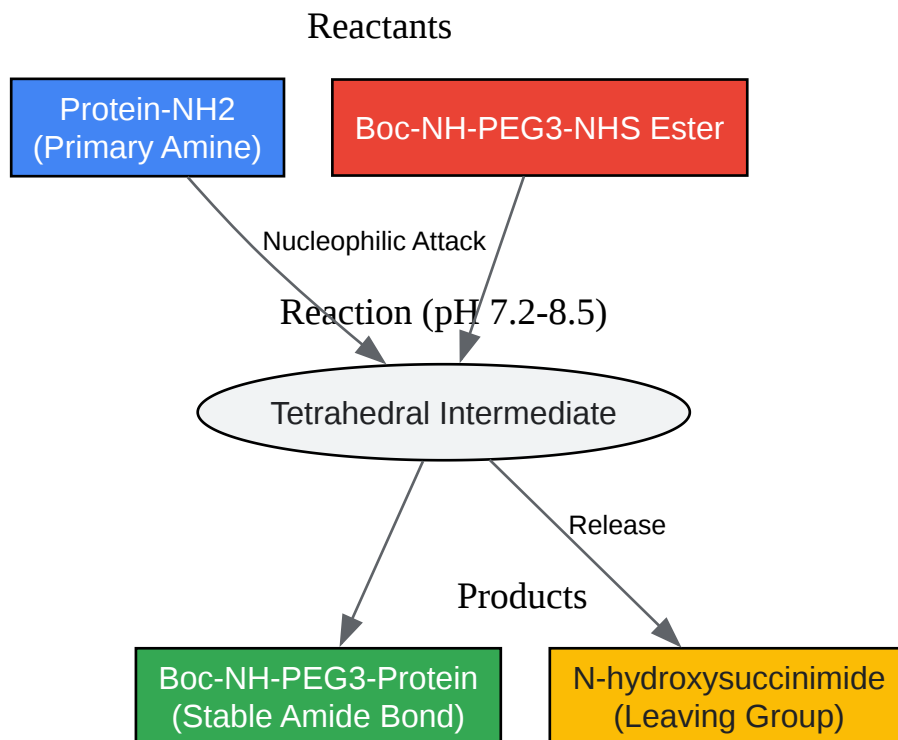 Reactants
Protein-NH2
(Primary Amine)
Boc-NH-PEG3-NHS Ester
Nucleophilic Attack
Reaction (pH 7.2-8.5)
Tetrahedral Intermediate
Release
Products
Boc-NH-PEG3-Protein
(Stable Amide Bond)
N-hydroxysuccinimide
(Leaving Group)